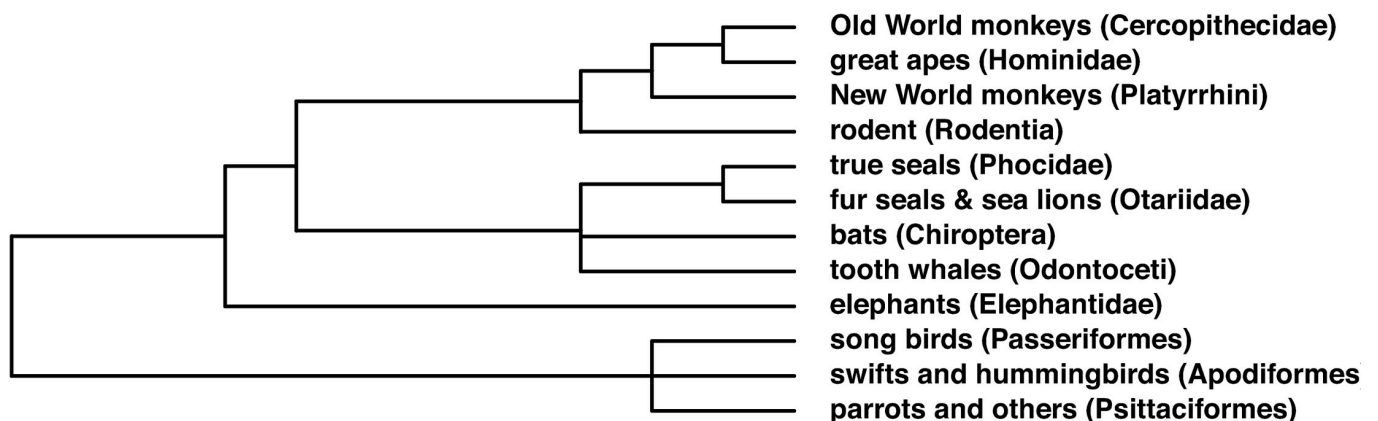 Old World monkeys (Cercopithecidae)
great apes (Hominidae)
New World monkeys (Platyrrhini)
rodent (Rodentia)
true seals (Phocidae)
fur seals & sea lions (Otariidae)
bats (Chiroptera)
tooth whales (Odontoceti)
elephants (Elephantidae)
song birds (Passeriformes)
swifts and hummingbirds (Apodiformes)
parrots and others (Psittaciformes)